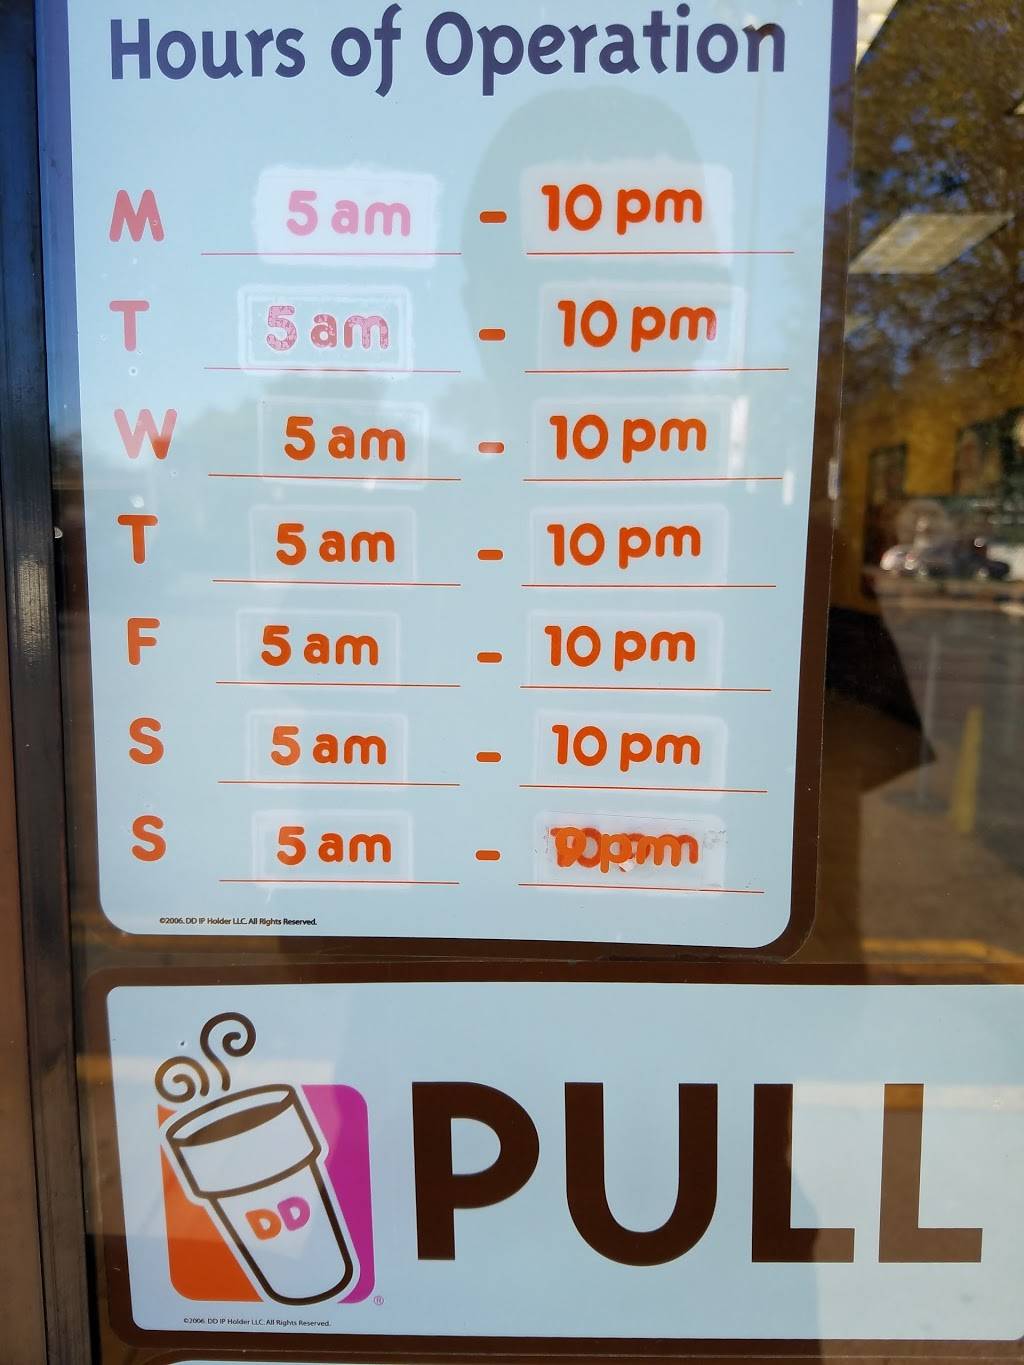 Hours of Operation
M 5 am - 10 pm
T 5 am - 10 pm
W 5 am - 10 pm
T 5 am - 10 pm
F 5 am - 10 pm
S 5 am - 10 pm
S 5 am - pm
©2006. DD IP Holder LLC. All Rights Reserved.
PULL
DD
®
©2006. DD IP Holder LLC. All Rights Reserved.